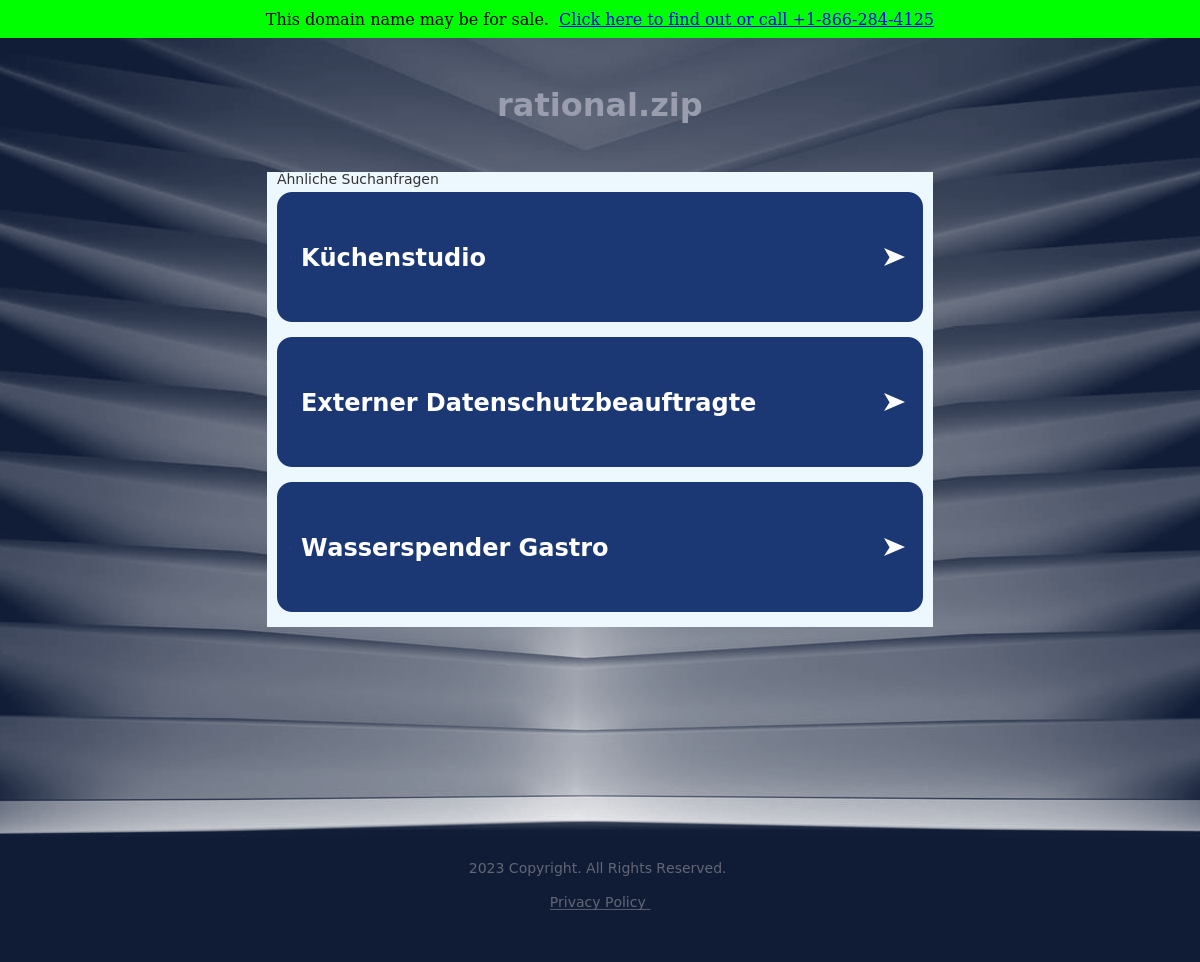 This domain name may be for sale. Click here to find out or call +1-866-284-4125
rational.zip
Ähnliche Suchanfragen
Küchenstudio
Externer Datenschutzbeauftragte
Wasserspender Gastro
2023 Copyright. All Rights Reserved.
Privacy Policy